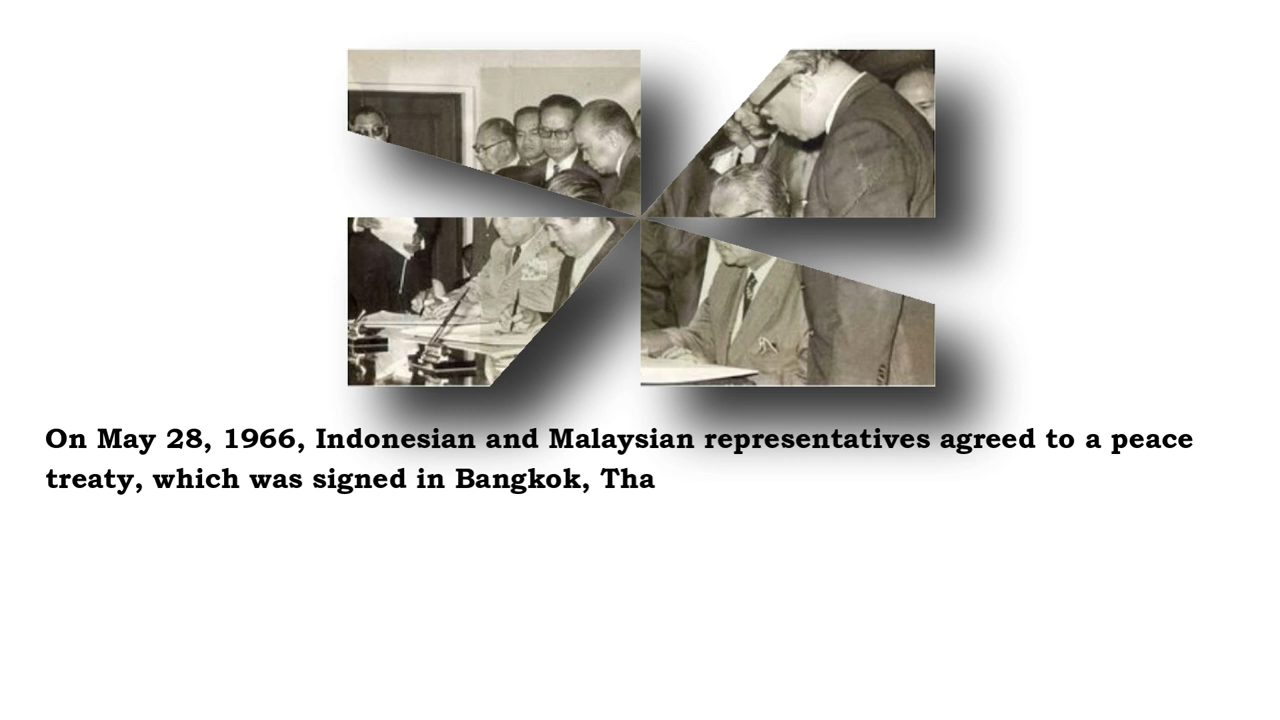 On May 28, 1966, Indonesian and Malaysian representatives agreed to a peace
treaty, which was signed in Bangkok, Tha